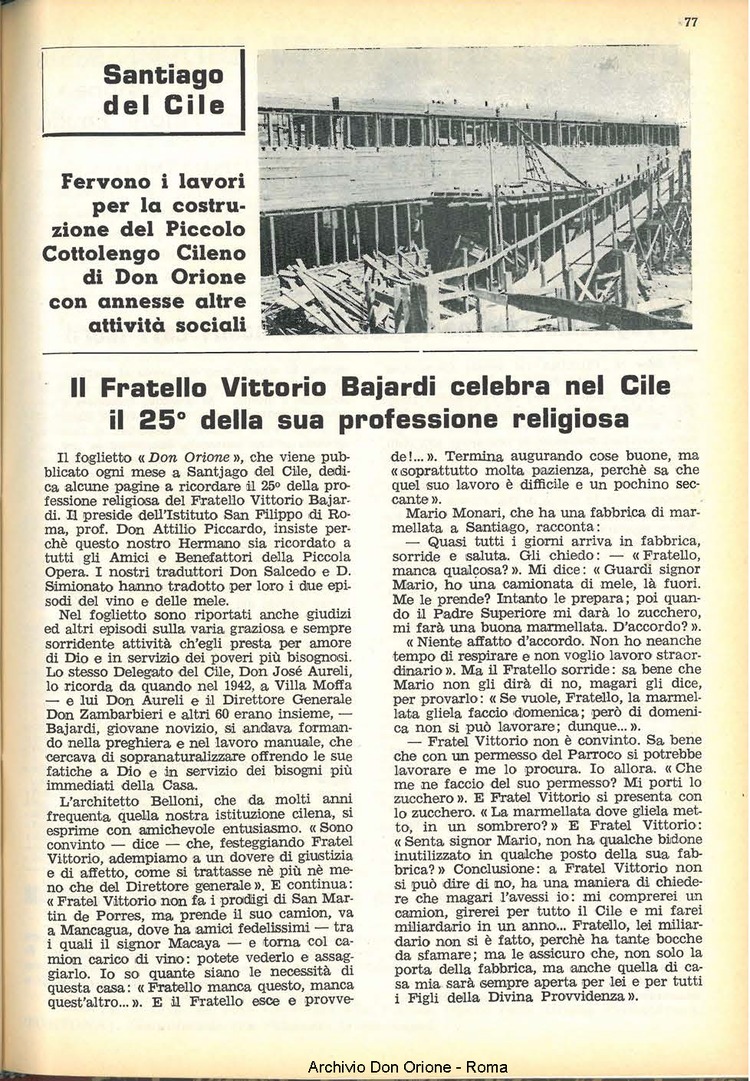 77
Santiago
del Cile
Fervono i lavori
per la costru-
zione del Piccolo
Cottolengo Cileno
di Don Orione
con annesse altre
attività sociali
Il Fratello Vittorio Bajardi celebra nel Cile
il 25° della sua professione religiosa
Il foglietto « Don Orione », che viene pub-
blicato ogni mese a Santjago del Cile, dedi-
ca alcune pagine a ricordare il 25° della pro-
fessione religiosa del Fratello Vittorio Bajar-
di. Il preside dell'Istituto San Filippo di Ro-
ma, prof. Don Attilio Piccardo, insiste per-
chè questo nostro Hermano sia ricordato a
tutti gli Amici e Benefattori della Piccola
Opera. I nostri traduttori Don Salcedo e D.
Simionato hanno tradotto per loro i due epi-
sodi del vino e delle mele.
Nel foglietto sono riportati anche giudizi
ed altri episodi sulla varia graziosa e sempre
sorridente attività ch'egli presta per amore
di Dio e in servizio dei poveri più bisognosi.
Lo stesso Delegato del Cile, Don José Aureli,
lo ricorda da quando nel 1942, a Villa Moffa
— e lui Don Aureli e il Direttore Generale
Don Zambarbieri e altri 60 erano insieme, —
Bajardi, giovane novizio, si andava forman-
do nella preghiera e nel lavoro manuale, che
cercava di sopranaturalizzare offrendo le sue
fatiche a Dio e in servizio dei bisogni più
immediati della Casa.
L'architetto Belloni, che da molti anni
frequenta quella nostra istituzione cilena, si
esprime con amichevole entusiasmo. « Sono
convinto — dice — che, festeggiando Fratel
Vittorio, adempiamo a un dovere di giustizia
e di affetto, come si trattasse nè più nè me-
no che del Direttore generale ». E continua:
« Fratel Vittorio non fa i prodigi di San Mar-
tin de Porres, ma prende il suo camion, va
a Mancagua, dove ha amici fedelissimi — tra
i quali il signor Macaya — e torna col ca-
mion carico di vino: potete vederlo e assag-
giarlo. Io so quante siano le necessità di
questa casa: « Fratello manca questo, manca
quest'altro... ». E il Fratello esce e provve-
de!... ». Termina augurando cose buone, ma
« soprattutto molta pazienza, perchè sa che
quel suo lavoro è difficile e un pochino sec-
cante ».
Mario Monari, che ha una fabbrica di mar-
mellata a Santiago, racconta:
— Quasi tutti i giorni arriva in fabbrica,
sorride e saluta. Gli chiedo: — « Fratello,
manca qualcosa? ». Mi dice: « Guardi signor
Mario, ho una camionata di mele, là fuori.
Me le prende? Intanto le prepara; poi quan-
do il Padre Superiore mi darà lo zucchero,
mi farà una buona marmellata. D'accordo? ».
« Niente affatto d'accordo. Non ho neanche
tempo di respirare e non voglio lavoro straor-
dinario ». Ma il Fratello sorride: sa bene che
Mario non gli dirà di no, magari gli dice,
per provarlo: « Se vuole, Fratello, la marmel-
lata gliela faccio domenica; però di domeni-
ca non si può lavorare; dunque... ».
— Fratel Vittorio non è convinto. Sa bene
che con un permesso del Parroco si potrebbe
lavorare e me lo procura. Io allora. « Che
me ne faccio del suo permesso? Mi porti lo
zucchero ». E Fratel Vittorio si presenta con
lo zucchero. « La marmellata dove gliela met-
to, in un sombrero? » E Fratel Vittorio:
« Senta signor Mario, non ha qualche bidone
inutilizzato in qualche posto della sua fab-
brica? » Conclusione: a Fratel Vittorio non
si può dire di no, ha una maniera di chiede-
re che magari l'avessi io: mi comprerei un
camion, girerei per tutto il Cile e mi farei
miliardario in un anno... Fratello, lei miliar-
dario non si è fatto, perchè ha tante bocche
da sfamare; ma le assicuro che, non solo la
porta della fabbrica, ma anche quella di ca-
sa mia sarà sempre aperta per lei e per tutti
i Figli della Divina Provvidenza ».
Archivio Don Orione - Roma